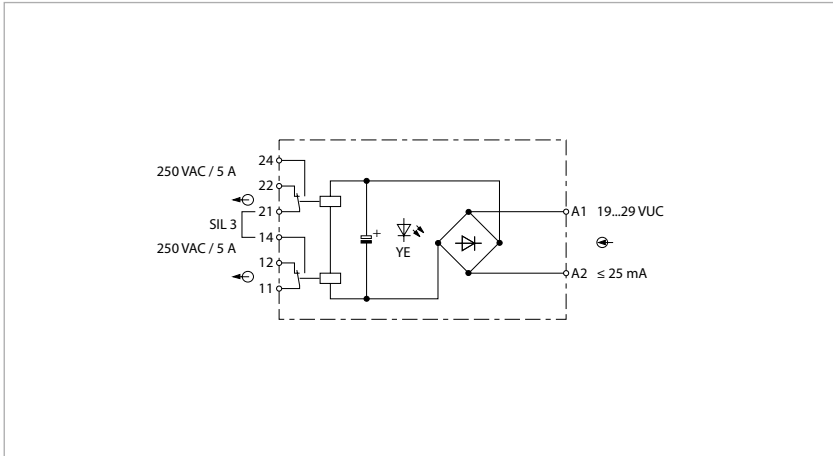 24
250 VAC / 5 A
22
21
SIL 3
14
250 VAC / 5 A
12
11
+
YE
A1 19...29 VUC
A2 ≤ 25 mA